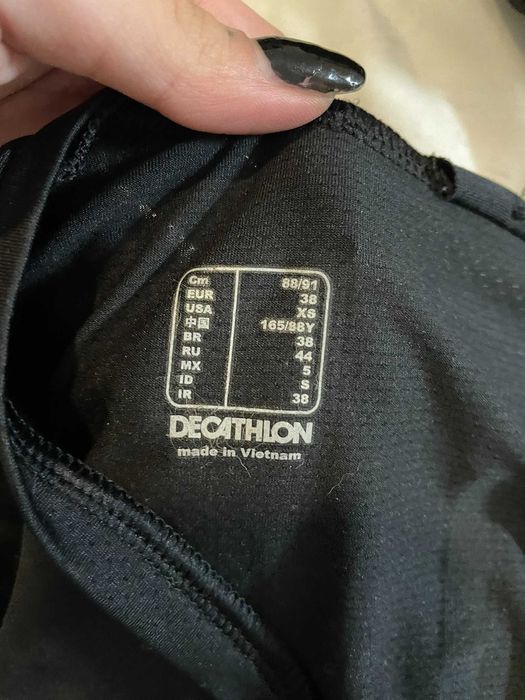 Cm 88/91
EUR 38
USA XS
中国 165/88Y
BR 38
RU 44
MX 5
ID S
IR 38
DECATHLON
made in Vietnam